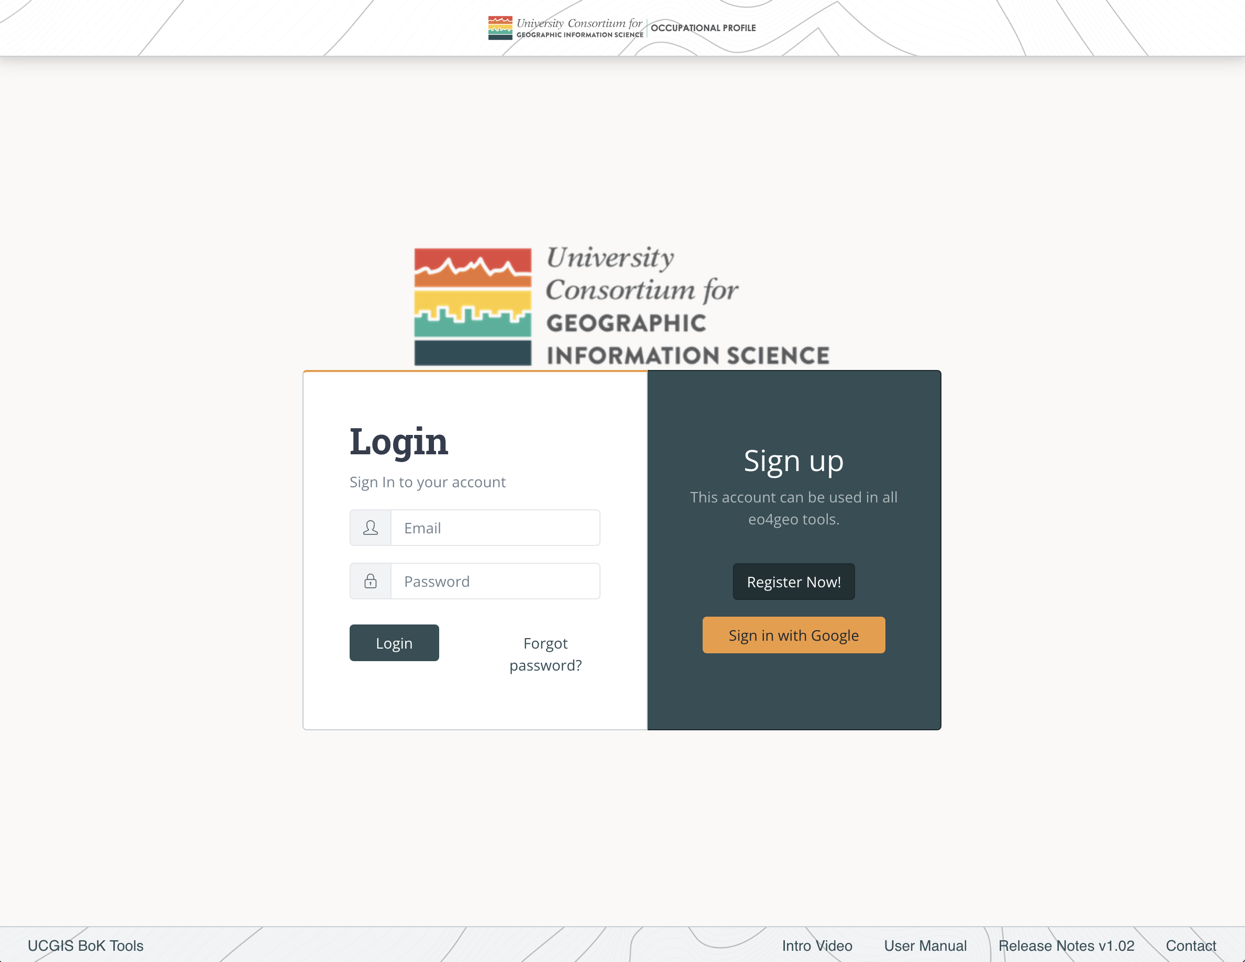 University Consortium for
GEOGRAPHIC INFORMATION SCIENCE
OCCUPATIONAL PROFILE
University
Consortium for
GEOGRAPHIC
INFORMATION SCIENCE
Login
Sign In to your account
Email
Password
Login
Forgot
password?
Sign up
This account can be used in all
eo4geo tools.
Register Now!
Sign in with Google
UCGIS BoK Tools
Intro Video
User Manual
Release Notes v1.02
Contact